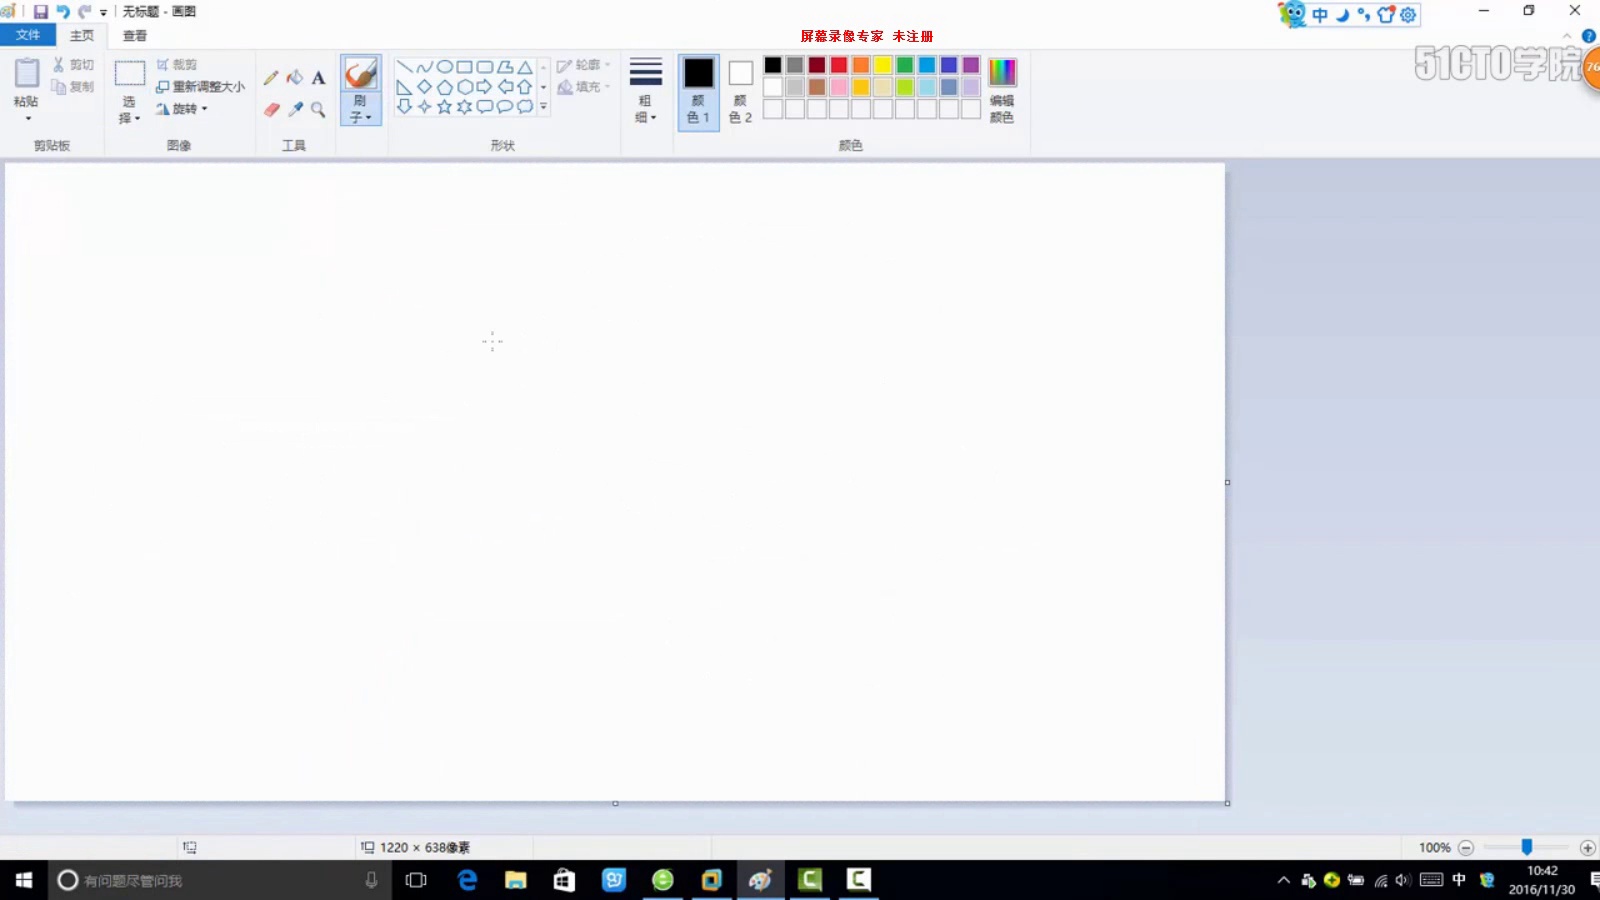 无标题 - 画图
中
屏幕录像专家 未注册
文件 主页 查看
51CTO学院
76
粘贴
剪切
复制
剪贴板
选择
裁剪
重新调整大小
旋转
图像
A
工具
刷子
轮廓
填充
形状
粗细
颜色 1
颜色 2
编辑颜色
颜色
1220 × 638像素
100%
有问题尽管问我
中
10:42
2016/11/30